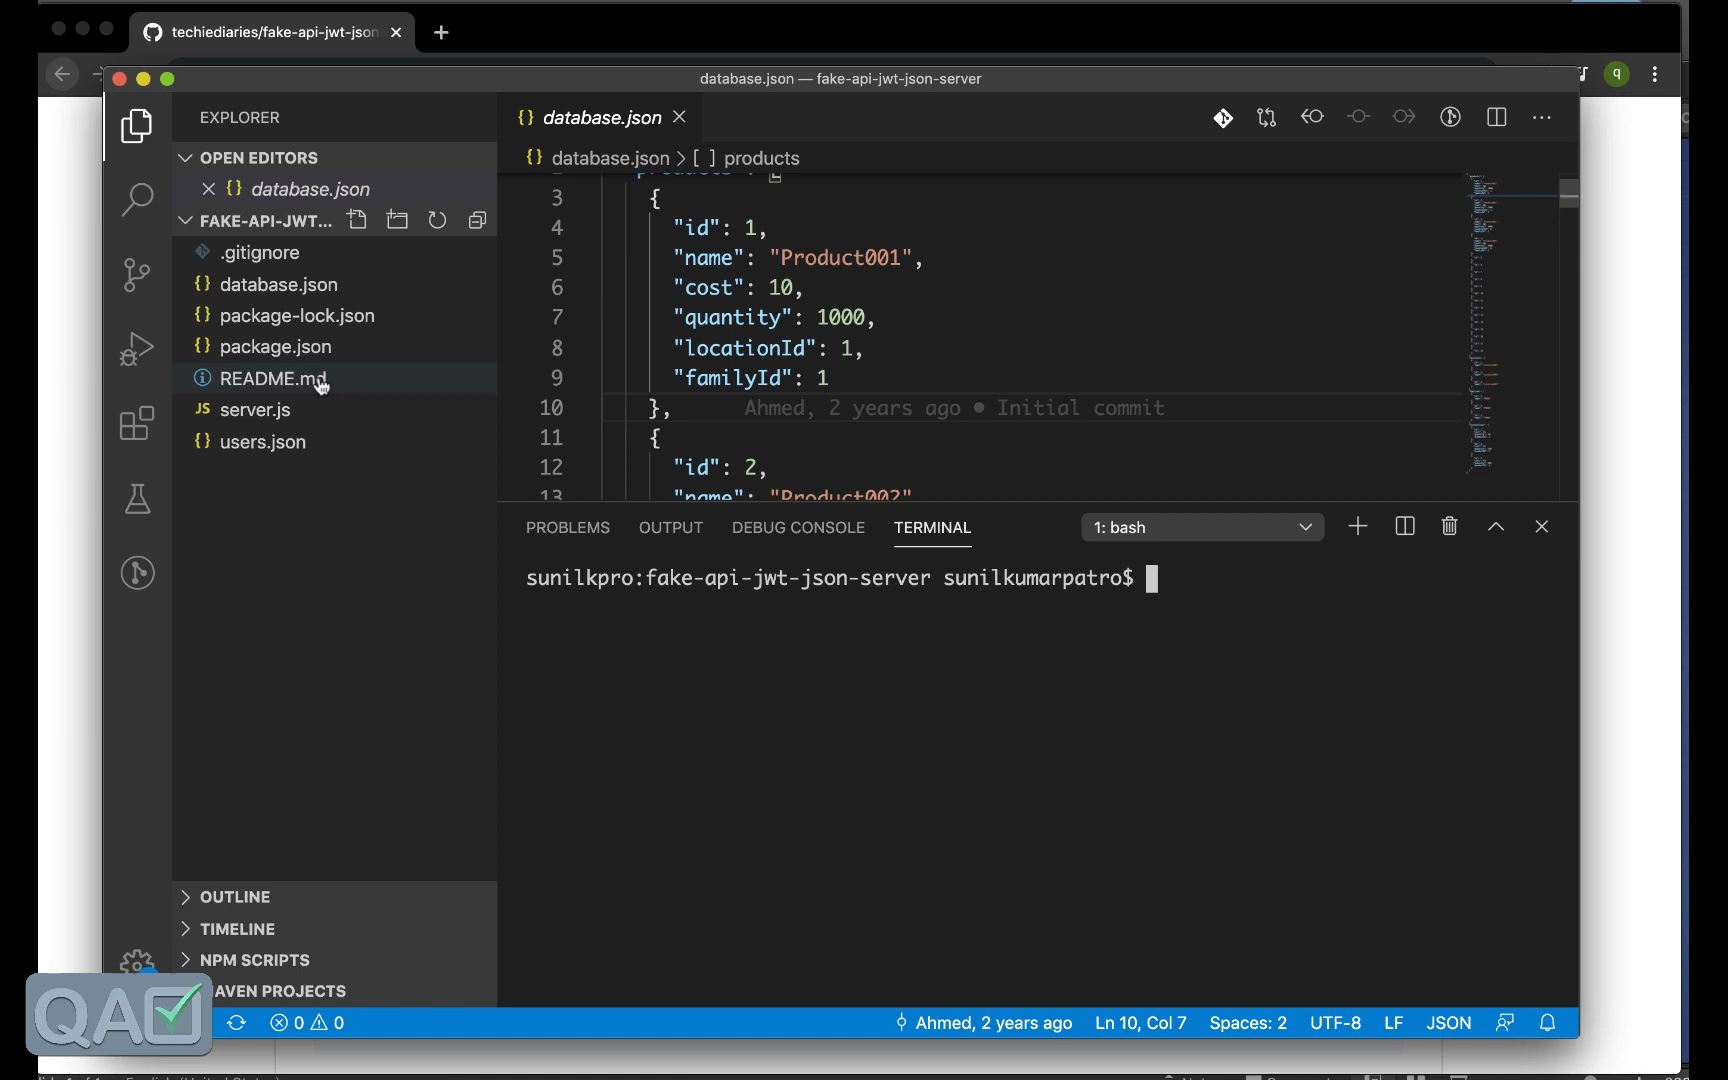 techiediaries/fake-api-jwt-json
q
database.json — fake-api-jwt-json-server
EXPLORER
OPEN EDITORS
{} database.json
FAKE-API-JWT...
.gitignore
{} database.json
{} package-lock.json
{} package.json
README.md
JS server.js
{} users.json
OUTLINE
TIMELINE
NPM SCRIPTS
MAVEN PROJECTS
{} database.json
{} database.json > [ ] products
3 {
4 "id": 1,
5 "name": "Product001",
6 "cost": 10,
7 "quantity": 1000,
8 "locationId": 1,
9 "familyId": 1
10 }, Ahmed, 2 years ago • Initial commit
11 {
12 "id": 2,
13 "name": "Product002"
PROBLEMS OUTPUT DEBUG CONSOLE TERMINAL 1: bash
sunilkpro:fake-api-jwt-json-server sunilkumarpatro$
QA
0 0 Ahmed, 2 years ago Ln 10, Col 7 Spaces: 2 UTF-8 LF JSON